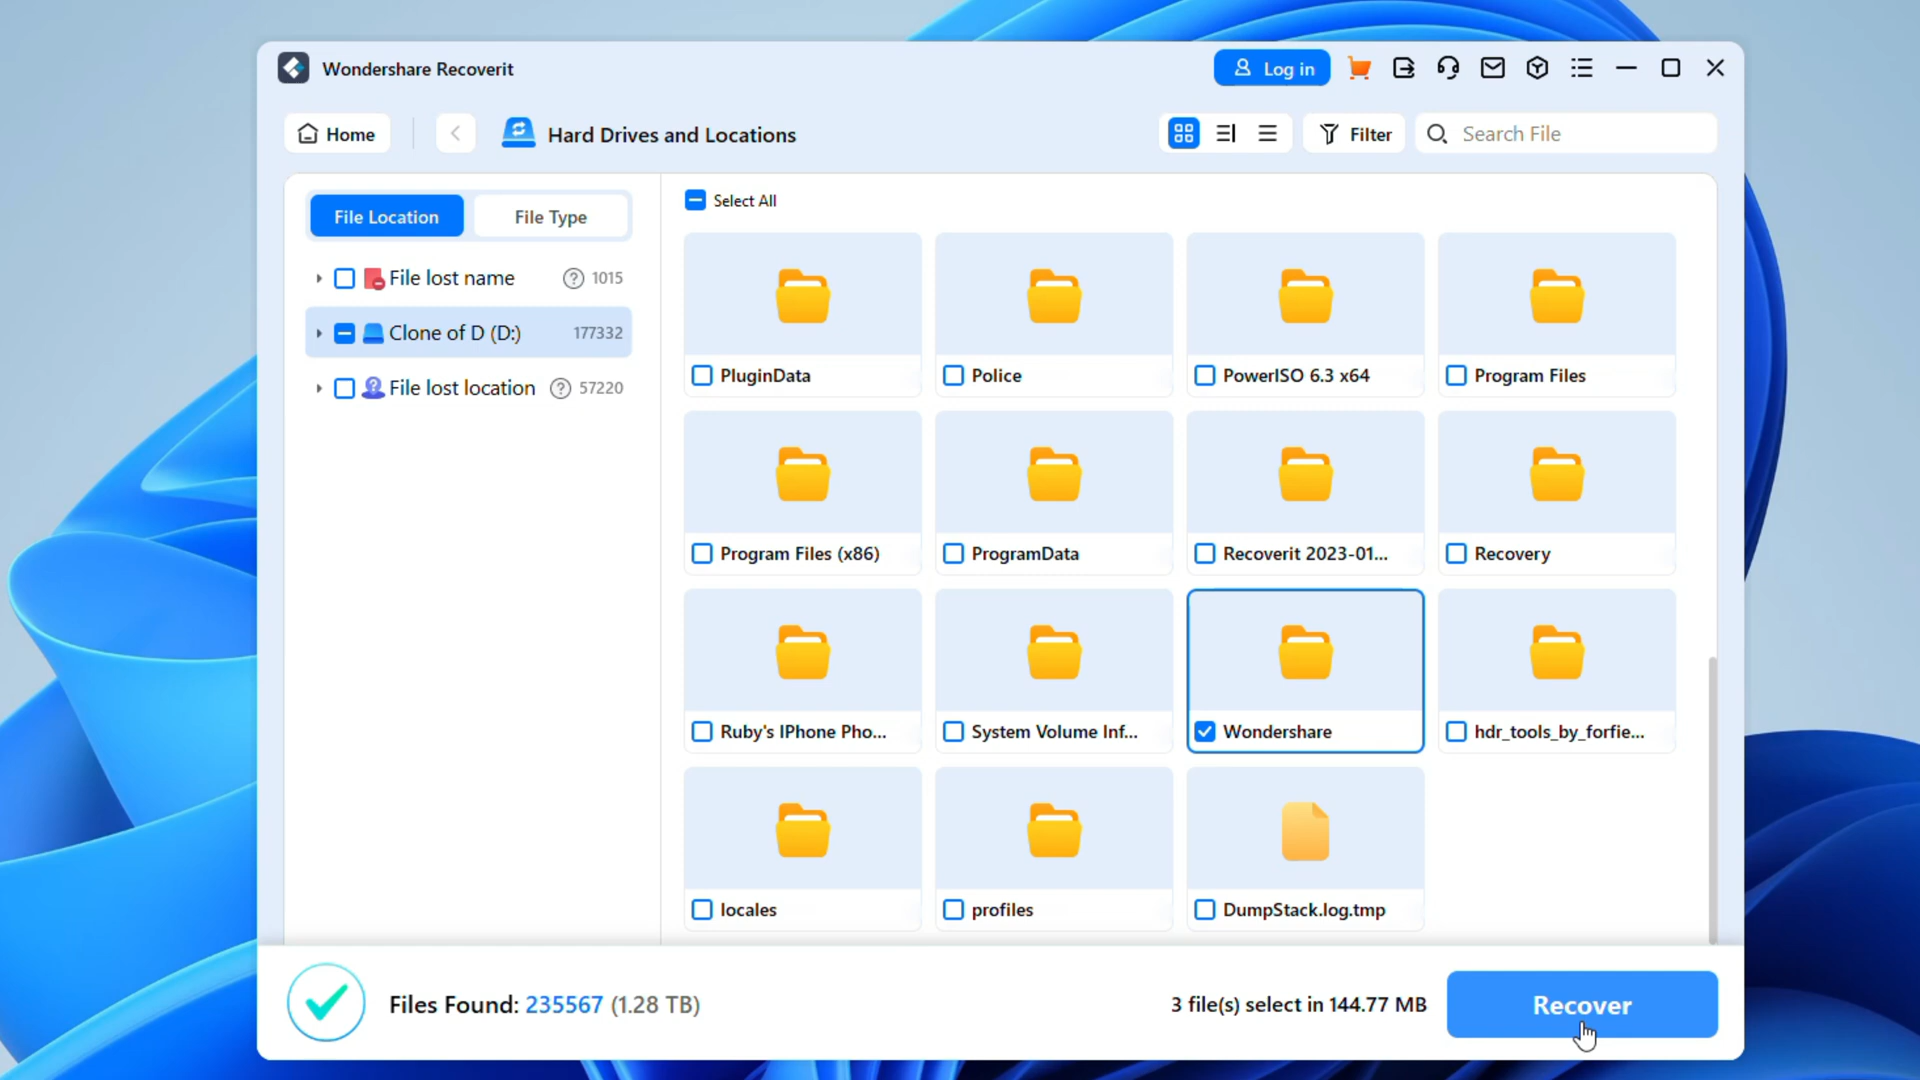 Wondershare Recoverit
Log in
Home
Hard Drives and Locations
Filter
Search File
File Location
File Type
File lost name ? 1015
Clone of D (D:) 177332
File lost location ? 57220
Select All
PluginData
Police
PowerISO 6.3 x64
Program Files
Program Files (x86)
ProgramData
Recoverit 2023-01...
Recovery
Ruby's IPhone Pho...
System Volume Inf...
Wondershare
hdr_tools_by_forfie...
locales
profiles
DumpStack.log.tmp
Files Found: 235567 (1.28 TB)
3 file(s) select in 144.77 MB
Recover